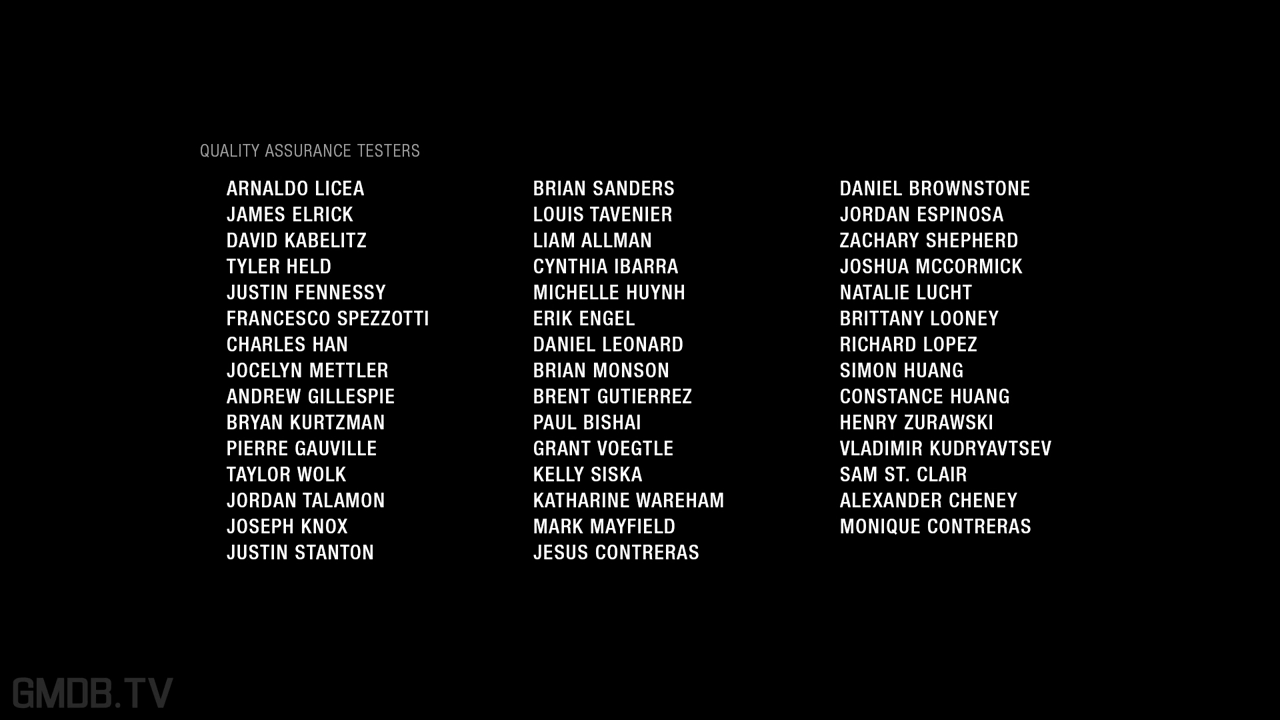 QUALITY ASSURANCE TESTERS
ARNALDO LICEA
JAMES ELRICK
DAVID KABELITZ
TYLER HELD
JUSTIN FENNESSY
FRANCESCO SPEZZOTTI
CHARLES HAN
JOCELYN METTLER
ANDREW GILLESPIE
BRYAN KURTZMAN
PIERRE GAUVILLE
TAYLOR WOLK
JORDAN TALAMON
JOSEPH KNOX
JUSTIN STANTON
BRIAN SANDERS
LOUIS TAVENIER
LIAM ALLMAN
CYNTHIA IBARRA
MICHELLE HUYNH
ERIK ENGEL
DANIEL LEONARD
BRIAN MONSON
BRENT GUTIERREZ
PAUL BISHAI
GRANT VOEGTLE
KELLY SISKA
KATHARINE WAREHAM
MARK MAYFIELD
JESUS CONTRERAS
DANIEL BROWNSTONE
JORDAN ESPINOSA
ZACHARY SHEPHERD
JOSHUA MCCORMICK
NATALIE LUCHT
BRITTANY LOONEY
RICHARD LOPEZ
SIMON HUANG
CONSTANCE HUANG
HENRY ZURAWSKI
VLADIMIR KUDRYAVTSEV
SAM ST. CLAIR
ALEXANDER CHENEY
MONIQUE CONTRERAS
GMDB.TV